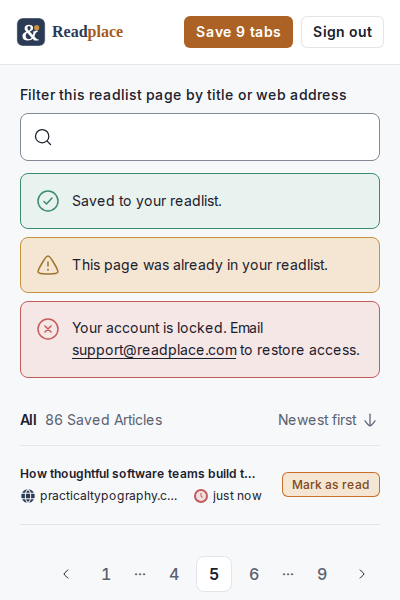 & Readplace
Save 9 tabs
Sign out
Filter this readlist page by title or web address
Saved to your readlist.
This page was already in your readlist.
Your account is locked. Email
support@readplace.com to restore access.
All 86 Saved Articles
Newest first
How thoughtful software teams build t...
practicaltypography.c... just now
Mark as read
1 ... 4 5 6 ... 9